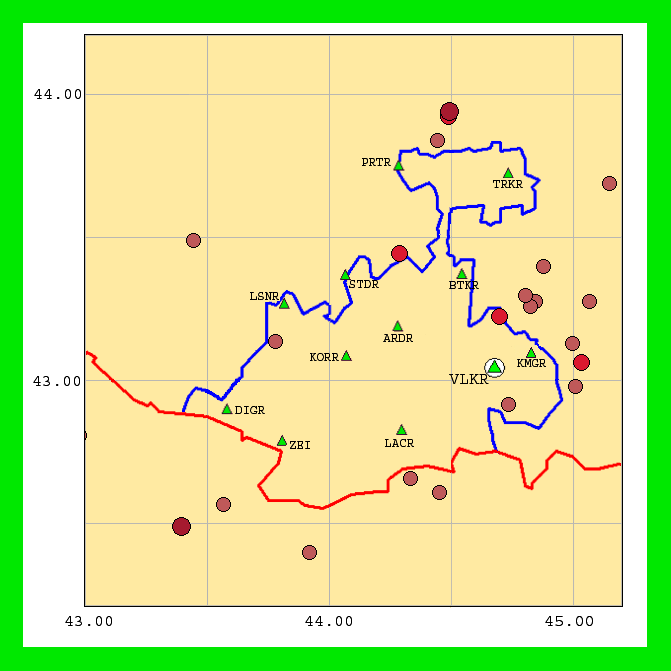 44.00
PRTR
TRKR
STDR
BTKR
LSNR
ARDR
KORR
KMGR
VLKR
43.00
DIGR
ZEI
LACR
43.00 44.00 45.00